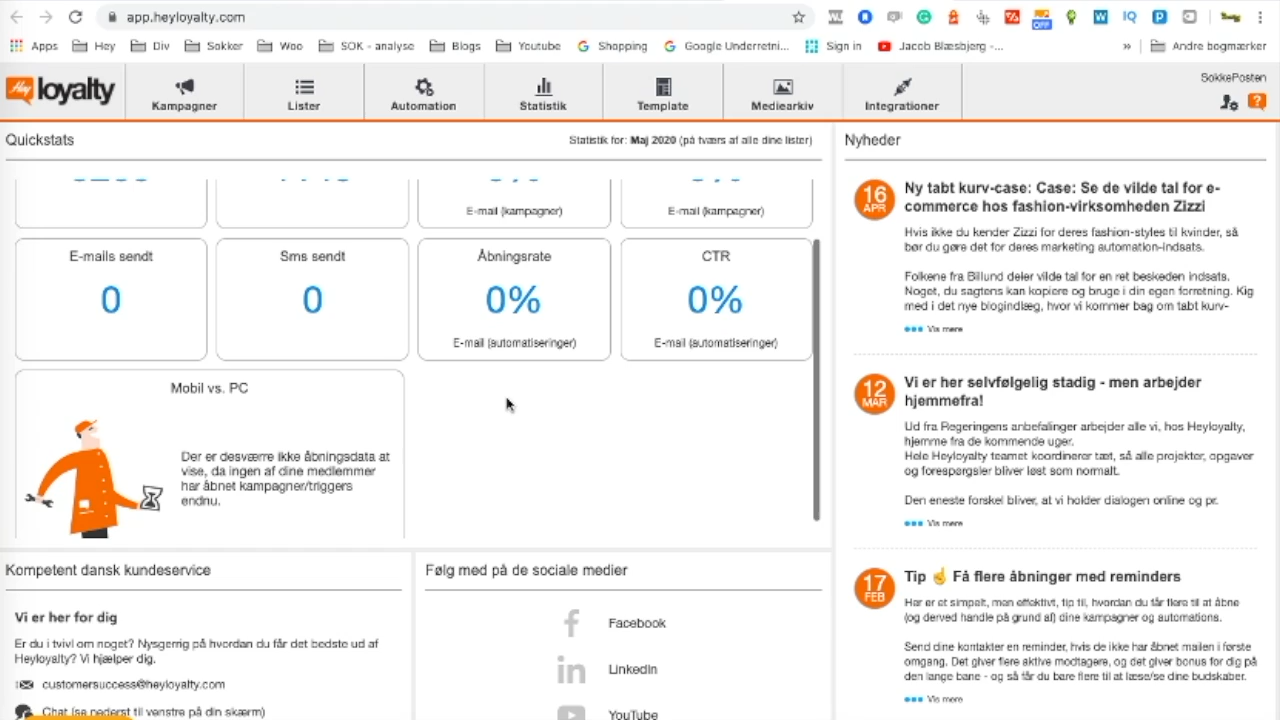 app.heyloyalty.com
Apps Hey Div Sokker Woo SOK - analyse Blogs Youtube Shopping Google Underretni... Sign in Jacob Blæsbjerg -... » Andre bogmærker
OFF
Hey loyalty
Kampagner Lister Automation Statistik Template Mediearkiv Integrationer
SokkePosten
Quickstats
Statistik for: Maj 2020 (på tværs af alle dine lister)
E-mail (kampagner)
E-mail (kampagner)
E-mails sendt
0
Sms sendt
0
Åbningsrate
0%
E-mail (automatiseringer)
CTR
0%
E-mail (automatiseringer)
Mobil vs. PC
Der er desværre ikke åbningsdata at
vise, da ingen af dine medlemmer
har åbnet kampagner/triggers
endnu.
Kompetent dansk kundeservice
Vi er her for dig
Er du i tvivl om noget? Nysgerrig på hvordan du får det bedste ud af
Heyloyalty? Vi hjælper dig.
customersuccess@heyloyalty.com
Chat (se nederst til venstre på din skærm)
Følg med på de sociale medier
Facebook
LinkedIn
YouTube
Nyheder
16
APR
Ny tabt kurv-case: Case: Se de vilde tal for e-
commerce hos fashion-virksomheden Zizzi
Hvis ikke du kender Zizzi for deres fashion-styles til kvinder, så
bør du gøre det for deres marketing automation-indsats.
Folkene fra Billund deler vilde tal for en ret beskeden indsats.
Noget, du sagtens kan kopiere og bruge i din egen forretning. Kig
med i det nye blogindlæg, hvor vi kommer bag om tabt kurv-
Vis mere
12
MAR
Vi er her selvfølgelig stadig - men arbejder
hjemmefra!
Ud fra Regeringens anbefalinger arbejder alle vi, hos Heyloyalty,
hjemme fra de kommende uger.
Hele Heyloyalty teamet koordinerer tæt, så alle projekter, opgaver
og forespørgsler bliver løst som normalt.
Den eneste forskel bliver, at vi holder dialogen online og pr.
Vis mere
17
FEB
Tip ☝ Få flere åbninger med reminders
Her er et simpelt, men effektivt, tip til, hvordan du får flere til at åbne
(og derved handle på grund af) dine kampagner og automations.
Send dine kontakter en reminder, hvis de ikke har åbnet mailen i første
omgang. Det giver flere aktive modtagere, og det giver bonus for dig på
den lange bane - og så får du bare flere til at læse/se dine budskaber.
Vis mere